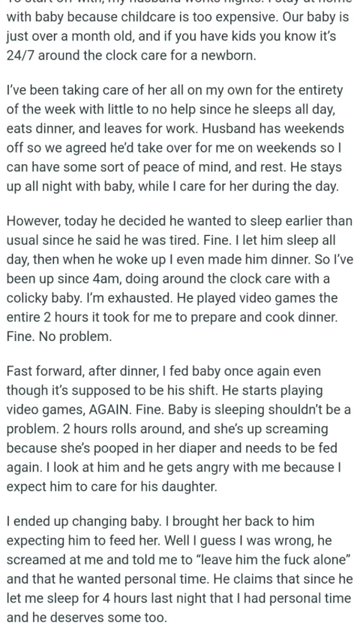 To start off with, my husband works nights. I stay at home
with baby because childcare is too expensive. Our baby is
just over a month old, and if you have kids you know it’s
24/7 around the clock care for a newborn.
I’ve been taking care of her all on my own for the entirety
of the week with little to no help since he sleeps all day,
eats dinner, and leaves for work. Husband has weekends
off so we agreed he’d take over for me on weekends so I
can have some sort of peace of mind, and rest. He stays
up all night with baby, while I care for her during the day.
However, today he decided he wanted to sleep earlier than
usual since he said he was tired. Fine. I let him sleep all
day, then when he woke up I even made him dinner. So I’ve
been up since 4am, doing around the clock care with a
colicky baby. I’m exhausted. He played video games the
entire 2 hours it took for me to prepare and cook dinner.
Fine. No problem.
Fast forward, after dinner, I fed baby once again even
though it’s supposed to be his shift. He starts playing
video games, AGAIN. Fine. Baby is sleeping shouldn’t be a
problem. 2 hours rolls around, and she’s up screaming
because she’s pooped in her diaper and needs to be fed
again. I look at him and he gets angry with me because I
expect him to care for his daughter.
I ended up changing baby. I brought her back to him
expecting him to feed her. Well I guess I was wrong, he
screamed at me and told me to “leave him the fuck alone”
and that he wanted personal time. He claims that since he
let me sleep for 4 hours last night that I had personal time
and he deserves some too.